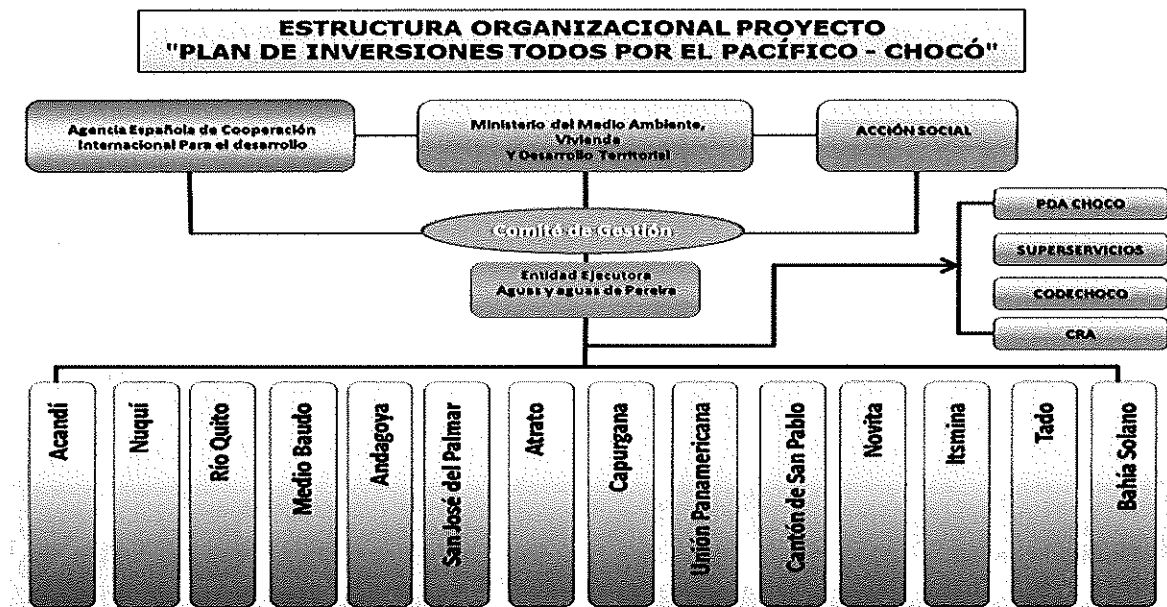 ESTRUCTURA ORGANIZACIONAL PROYECTO
"PLAN DE INVERSIONES TODOS POR EL PACÍFICO - CHOCÓ"
Agencia Española de Cooperación
Internacional Para el desarrollo
Ministerio del Medio Ambiente,
Vivienda
Y Desarrollo Territorial
ACCIÓN SOCIAL
Comité de Gestión
Entidad Ejecutora
Aguas y aguas de Pereira
PDA CHOCO
SUPERSERVICIOS
CODECHOCO
CRA
Acandí
Nuquí
Río Quito
Medio Baudo
Andagoya
San José del Palmar
Atrato
Capurgana
Unión Panamericana
Cantón de San Pablo
Novita
Itsmina
Tado
Bahía Solano